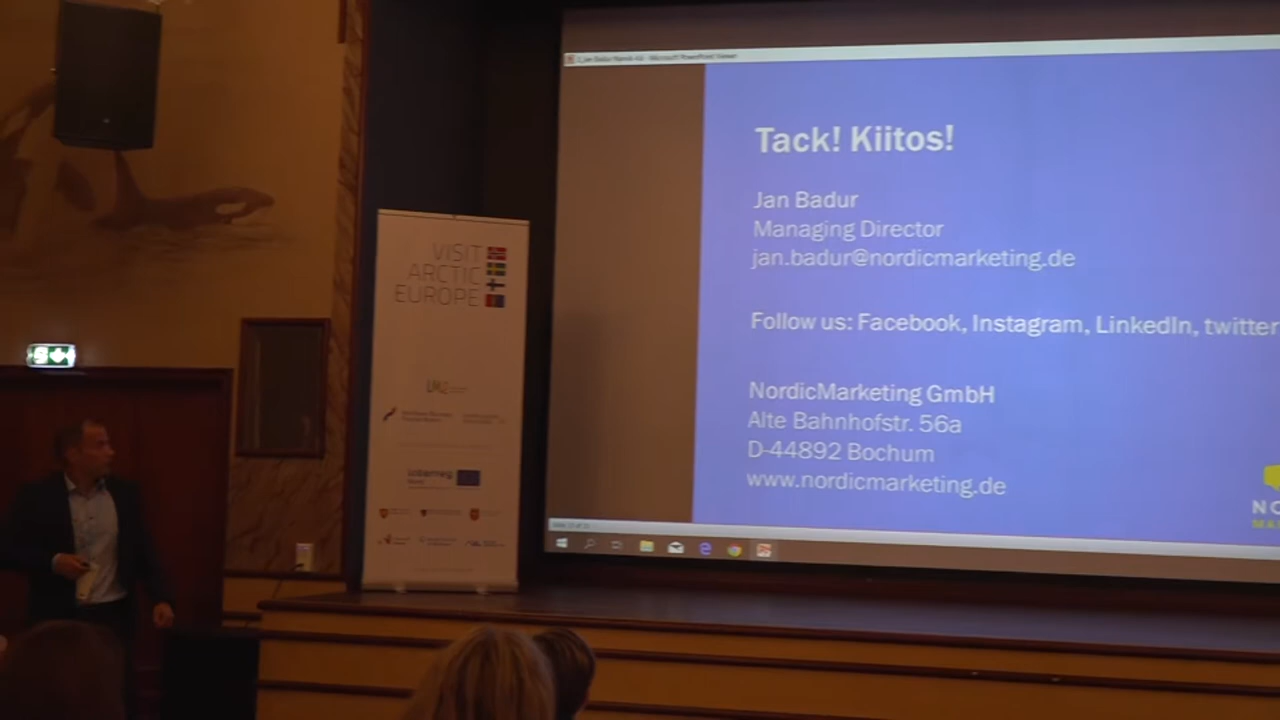 VISIT
ARCTIC
EUROPE
Tack! Kiitos!
Jan Badur
Managing Director
jan.badur@nordicmarketing.de
Follow us: Facebook, Instagram, LinkedIn, twitter
NordicMarketing GmbH
Alte Bahnhofstr. 56a
D-44892 Bochum
www.nordicmarketing.de